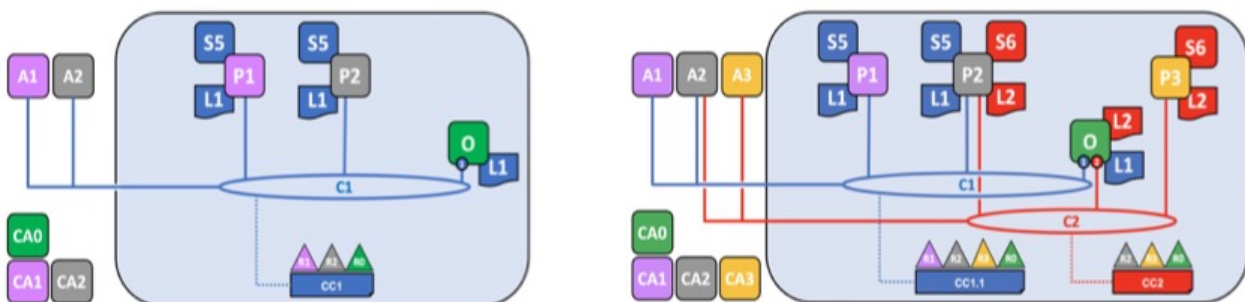 S5 S5
A1 A2 P1 P2
L1 L1
O
L1
C1
CA0
CA1 CA2
R1 R2 R0
CC1
S5 S5 S6 S6
A1 A2 A3 P1 P2 P3
L1 L1 L2 L2
L2
O
L1
C1
C2
CA0
CA1 CA2 CA3
R1 R2 R3 R0 R2 R3 R0
CC1.1 CC2